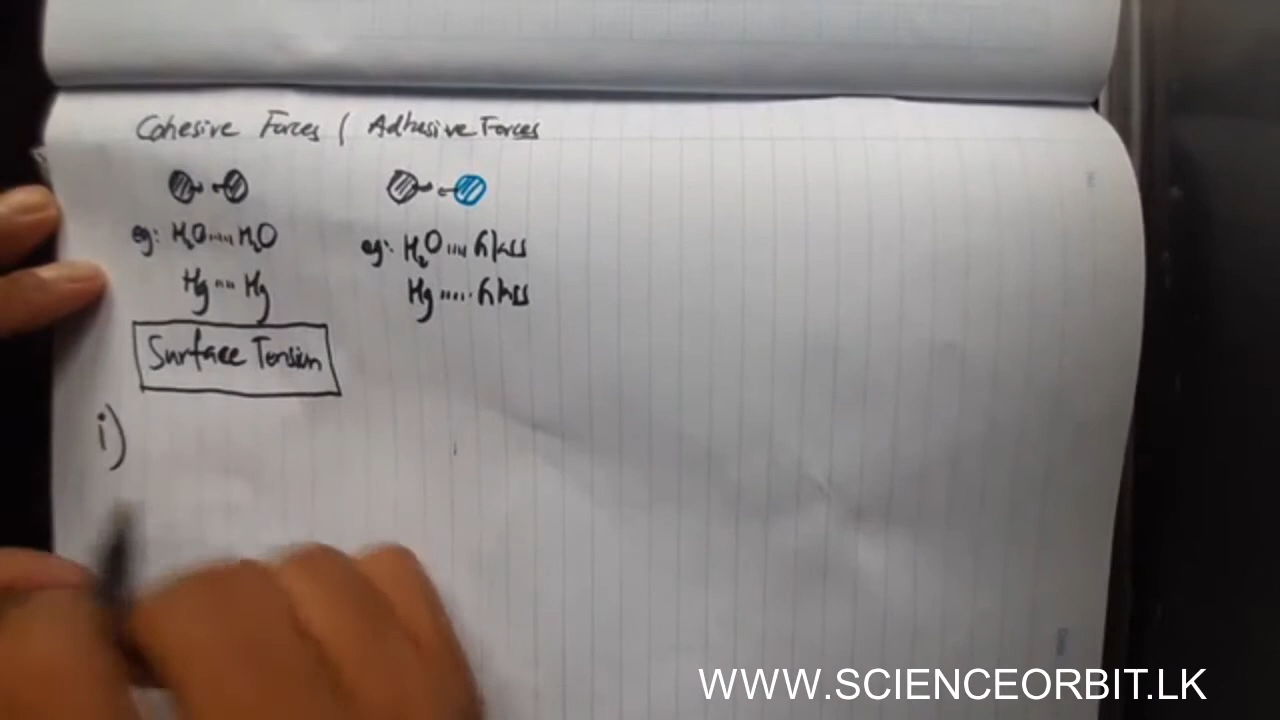 Cohesive Forces / Adhesive Forces
eg: H₂O....H₂O
eg: H₂O....Glass
Hg....Hg
Hg.....Glass
Surface Tension
i)
WWW.SCIENCEORBIT.LK